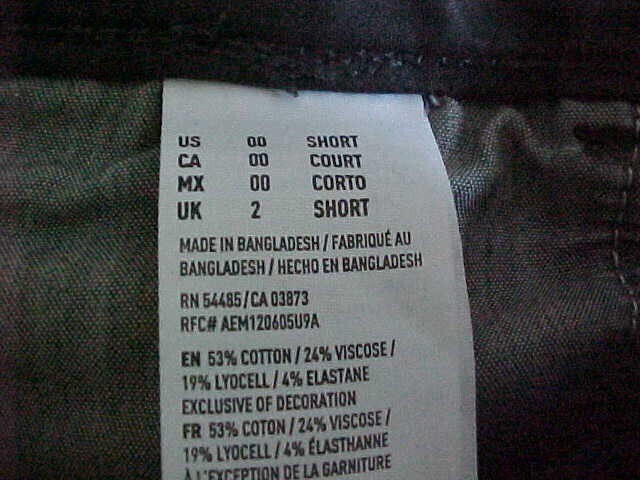 US 00 SHORT
CA 00 COURT
MX 00 CORTO
UK 2 SHORT
MADE IN BANGLADESH / FABRIQUÉ AU
BANGLADESH / HECHO EN BANGLADESH
RN 54485/CA 03873
RFC# AEM120605U9A
EN 53% COTTON / 24% VISCOSE /
19% LYOCELL / 4% ELASTANE
EXCLUSIVE OF DECORATION
FR 53% COTON / 24% VISCOSE /
19% LYOCELL / 4% ÉLASTHANNE
À L'EXCEPTION DE LA GARNITURE